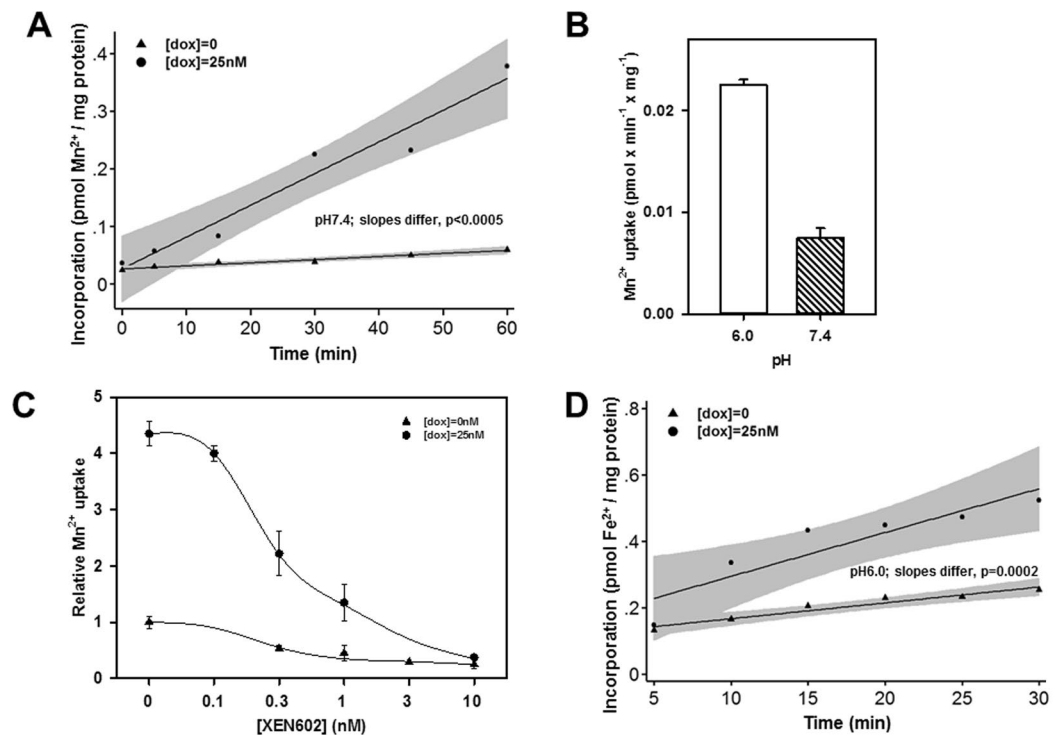 A
▲ [dox]=0
● [dox]=25nM
Incorporation (pmol Mn²⁺ / mg protein)
.4
.3
.2
.1
0
pH7.4; slopes differ, p<0.0005
0 10 20 30 40 50 60
Time (min)
B
Mn²⁺ uptake (pmol x min⁻¹ x mg⁻¹)
0.02
0.01
0.00
6.0 7.4
pH
C
▲ [dox]=0nM
● [dox]=25nM
Relative Mn²⁺ uptake
5
4
3
2
1
0
0 0.1 0.3 1 3 10
[XEN602] (nM)
D
▲ [dox]=0
● [dox]=25nM
Incorporation (pmol Fe²⁺ / mg protein)
.8
.6
.4
.2
0
pH6.0; slopes differ, p=0.0002
5 10 15 20 25 30
Time (min)